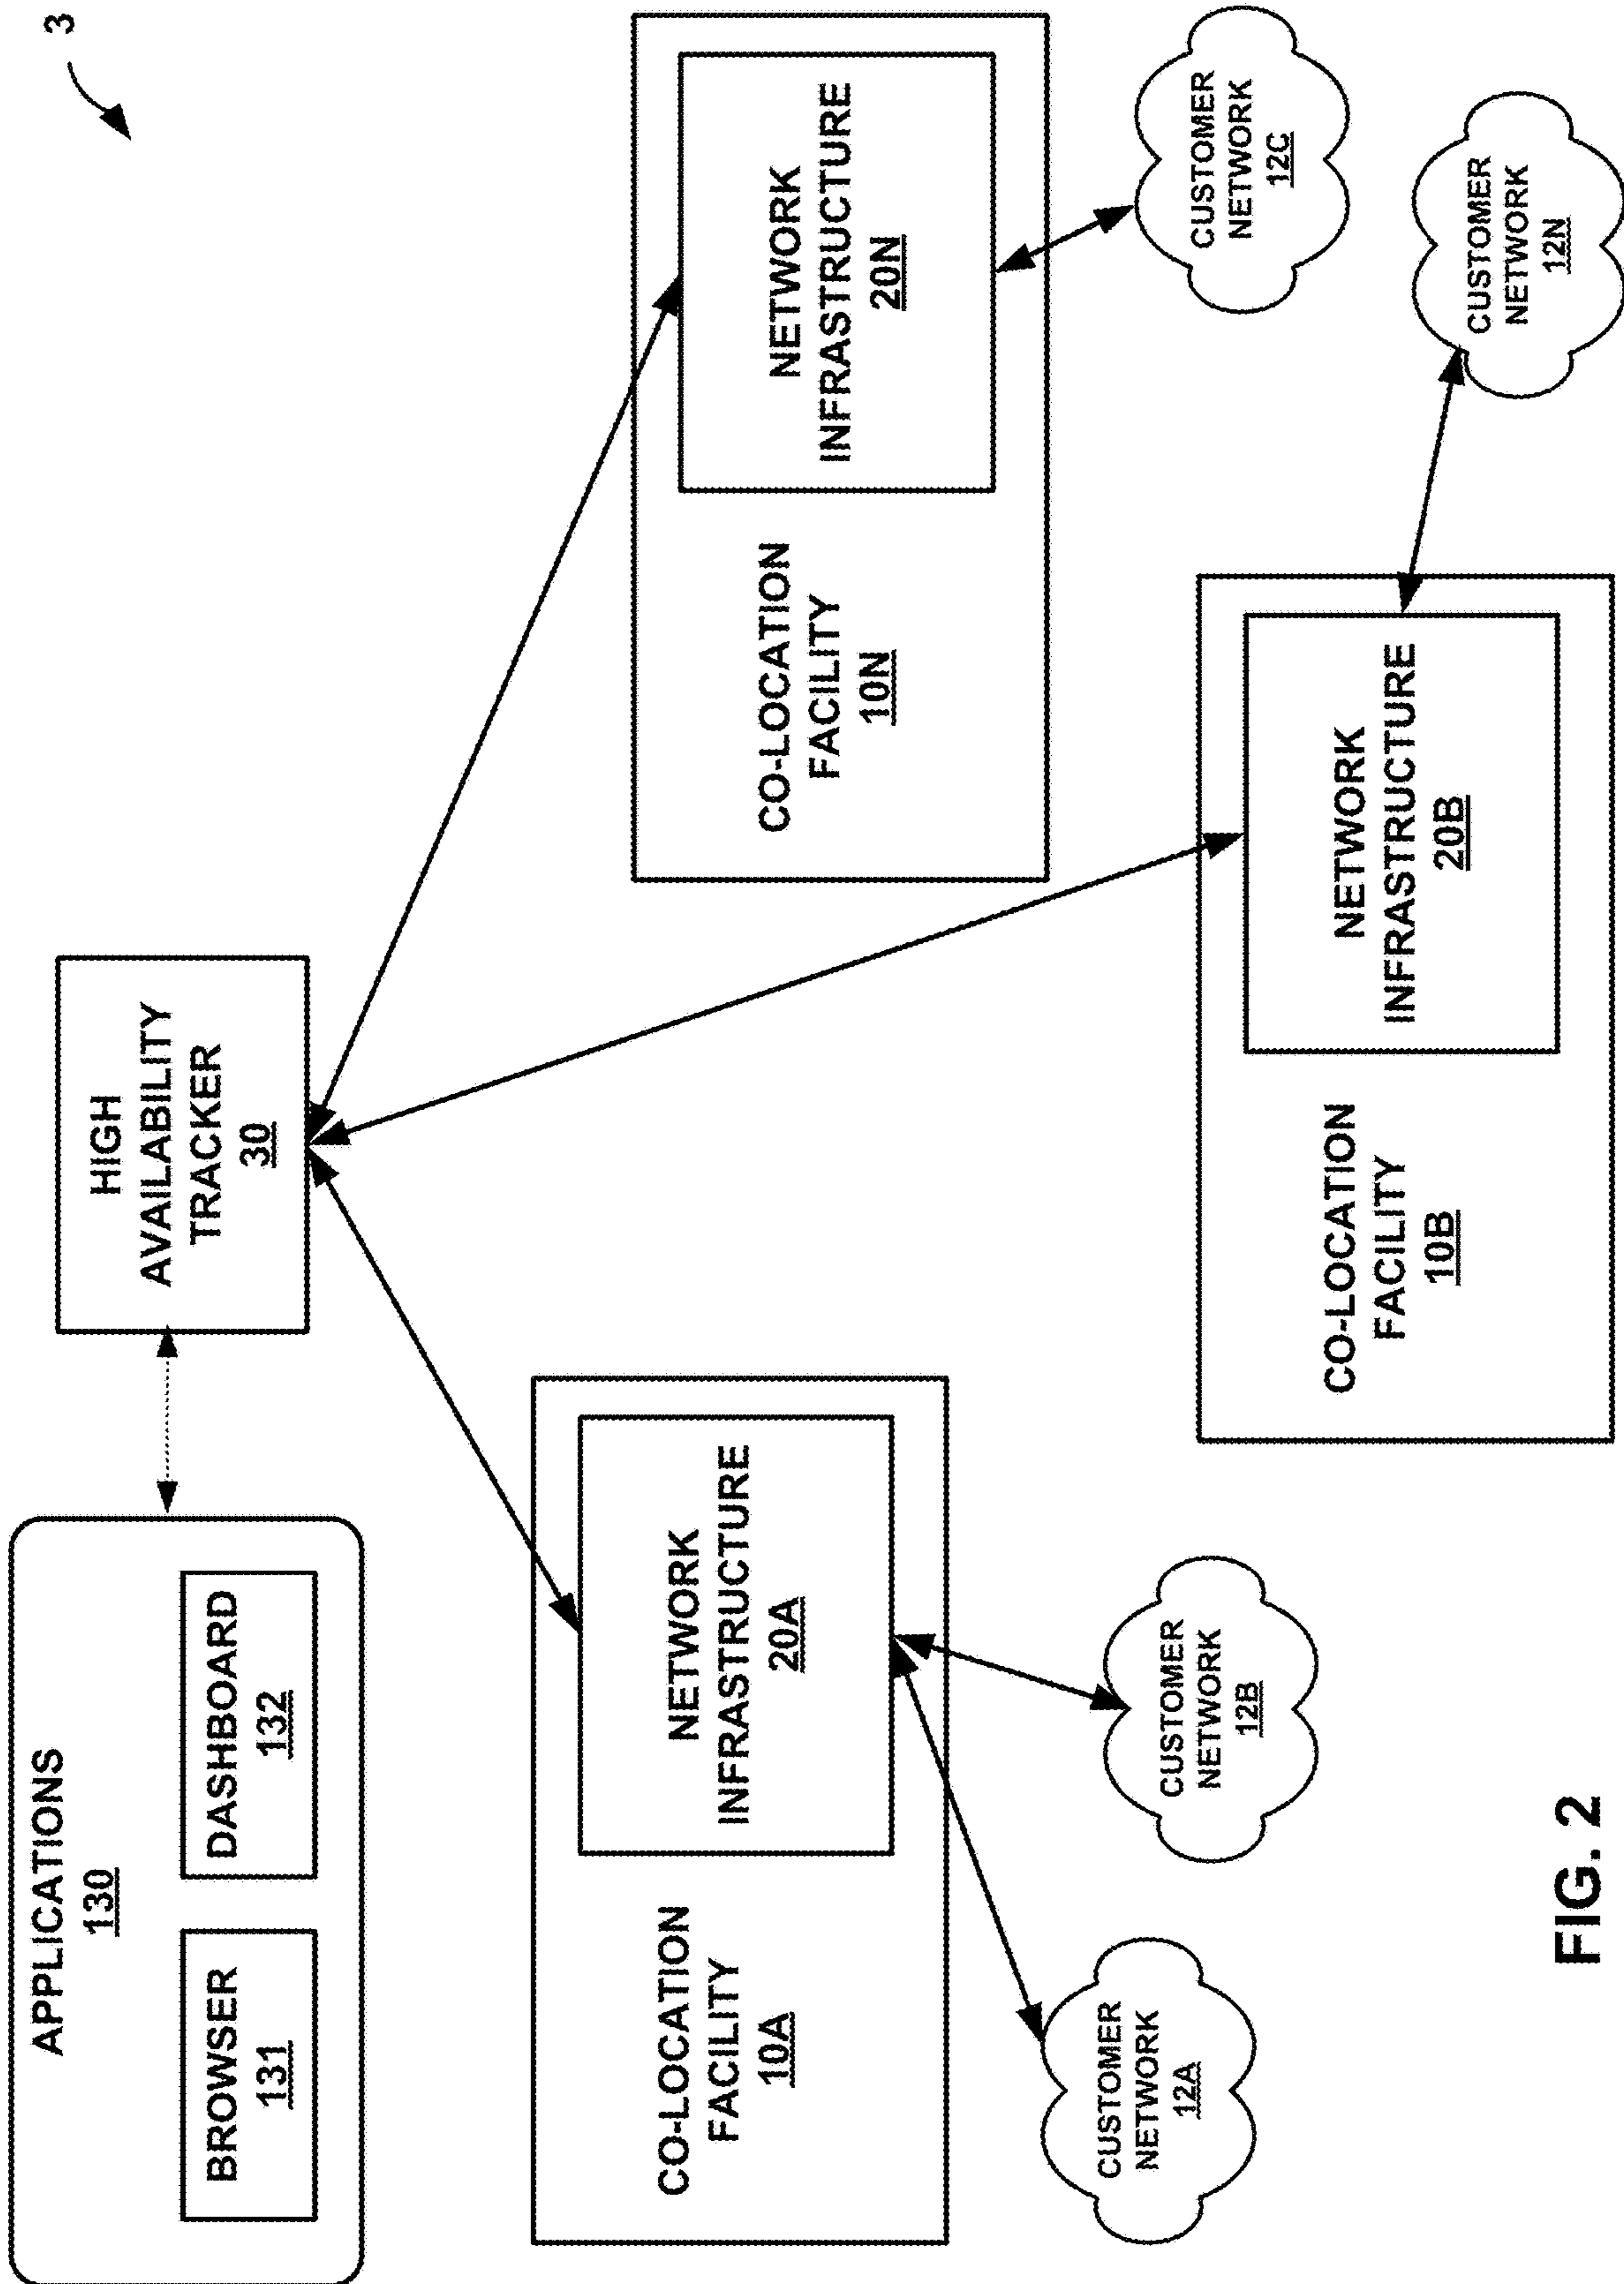 3
APPLICATIONS
130
BROWSER
131
DASHBOARD
132
HIGH
AVAILABILITY
TRACKER
30
CO-LOCATION
FACILITY
10A
NETWORK
INFRASTRUCTURE
20A
CO-LOCATION
FACILITY
10N
NETWORK
INFRASTRUCTURE
20N
CUSTOMER
NETWORK
12A
CUSTOMER
NETWORK
12B
CO-LOCATION
FACILITY
10B
NETWORK
INFRASTRUCTURE
20B
CUSTOMER
NETWORK
12C
CUSTOMER
NETWORK
12N
FIG. 2